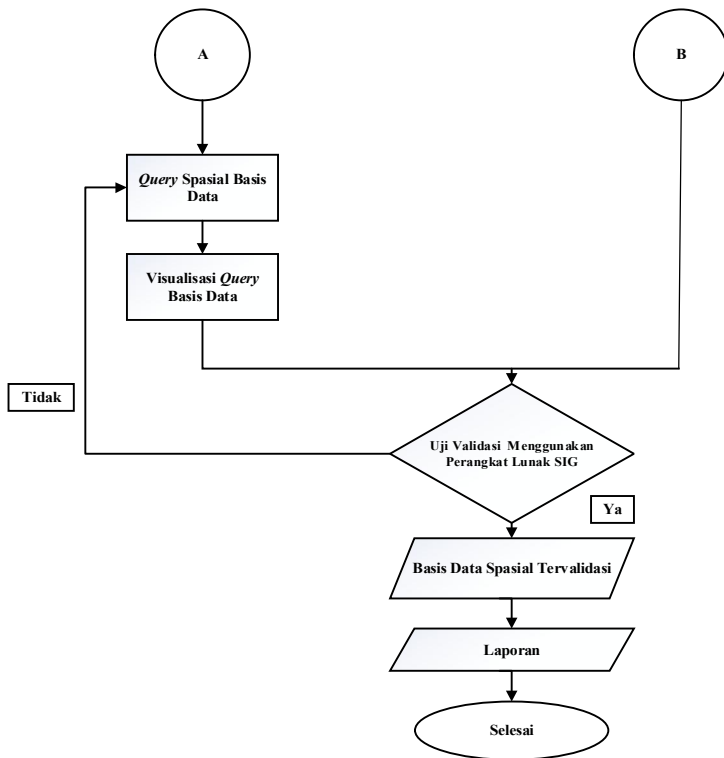 A
B
Query Spasial Basis
Data
Visualisasi Query
Basis Data
Tidak
Uji Validasi Menggunakan
Perangkat Lunak SIG
Ya
Basis Data Spasial Tervalidasi
Laporan
Selesai